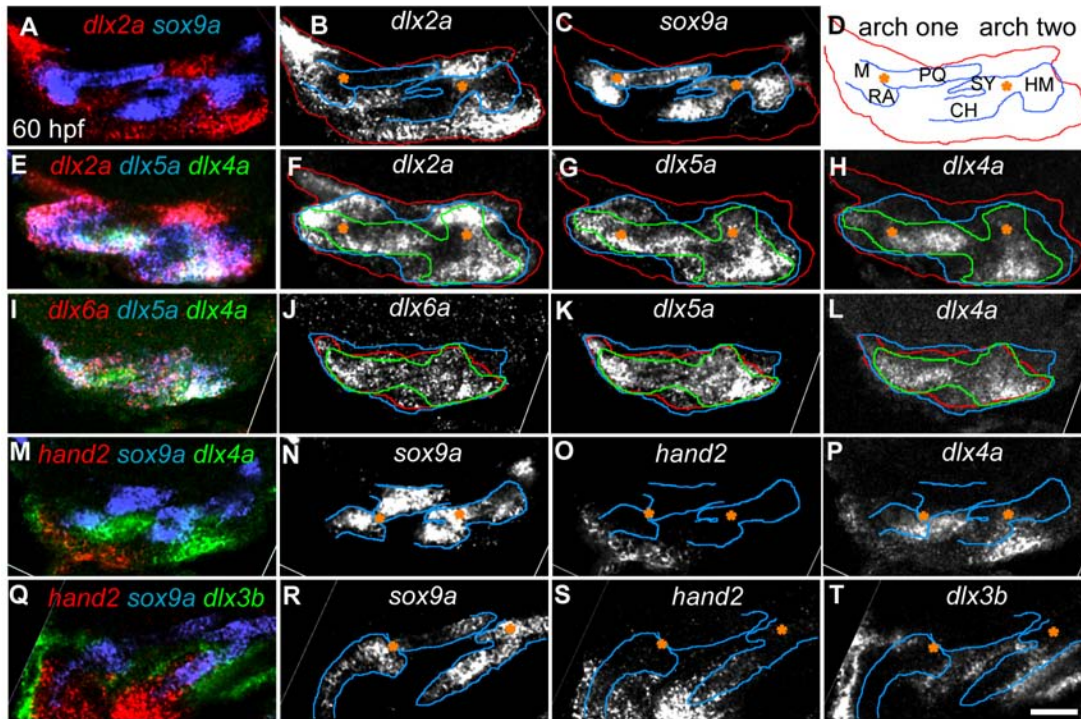 A dlx2a sox9a
60 hpf
B dlx2a
C sox9a
D arch one arch two
M PQ SY HM
RA CH
E dlx2a dlx5a dlx4a
F dlx2a
G dlx5a
H dlx4a
I dlx6a dlx5a dlx4a
J dlx6a
K dlx5a
L dlx4a
M hand2 sox9a dlx4a
N sox9a
O hand2
P dlx4a
Q hand2 sox9a dlx3b
R sox9a
S hand2
T dlx3b